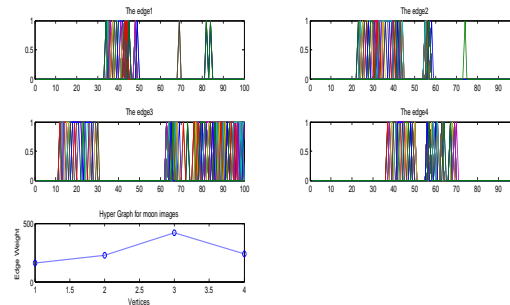 The edge1
1
0.5
0
0 10 20 30 40 50 60 70 80 90 100
The edge2
1
0.5
0
0 10 20 30 40 50 60 70 80 90
The edge3
1
0.5
0
0 10 20 30 40 50 60 70 80 90 100
The edge4
1
0.5
0
0 10 20 30 40 50 60 70 80 90
Hyper Graph for moon images
Edge Weight
500
0
1 1.5 2 2.5 3 3.5 4
Vertices